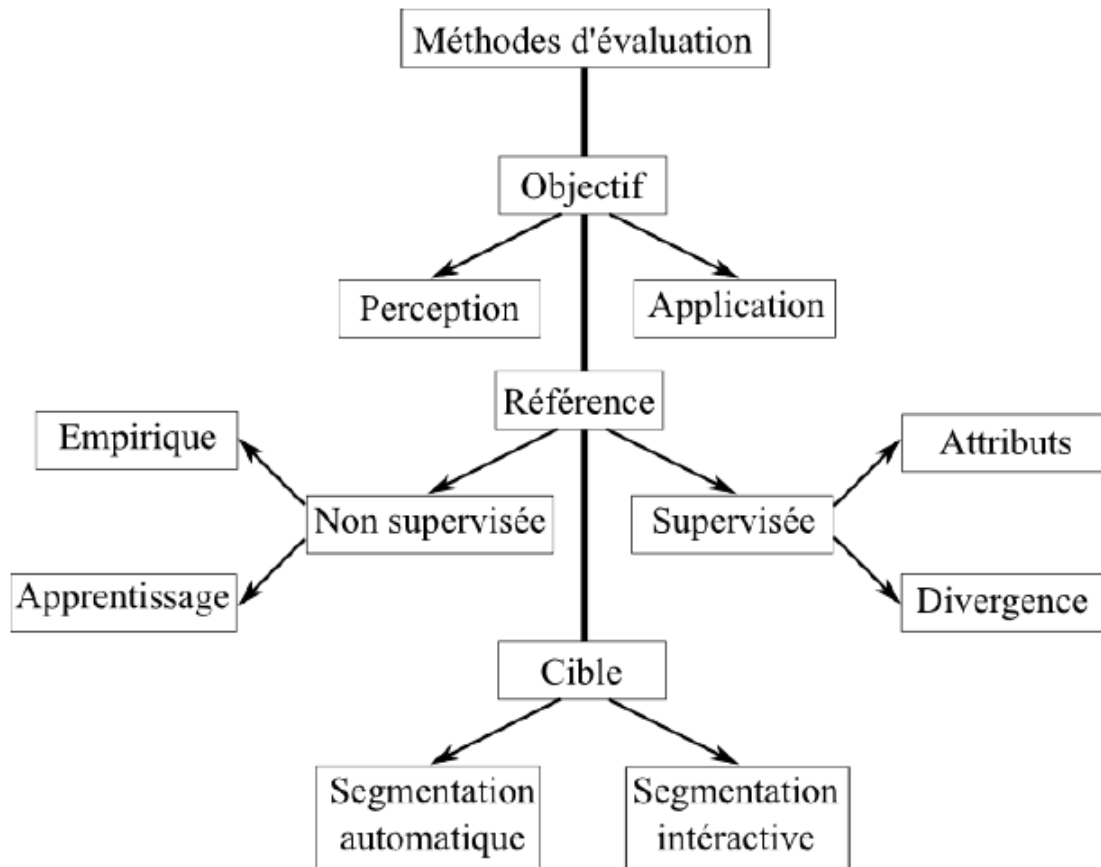 Méthodes d'évaluation
Objectif
Perception
Application
Référence
Empirique
Attributs
Non supervisée
Supervisée
Apprentissage
Divergence
Cible
Segmentation
automatique
Segmentation
intéractive